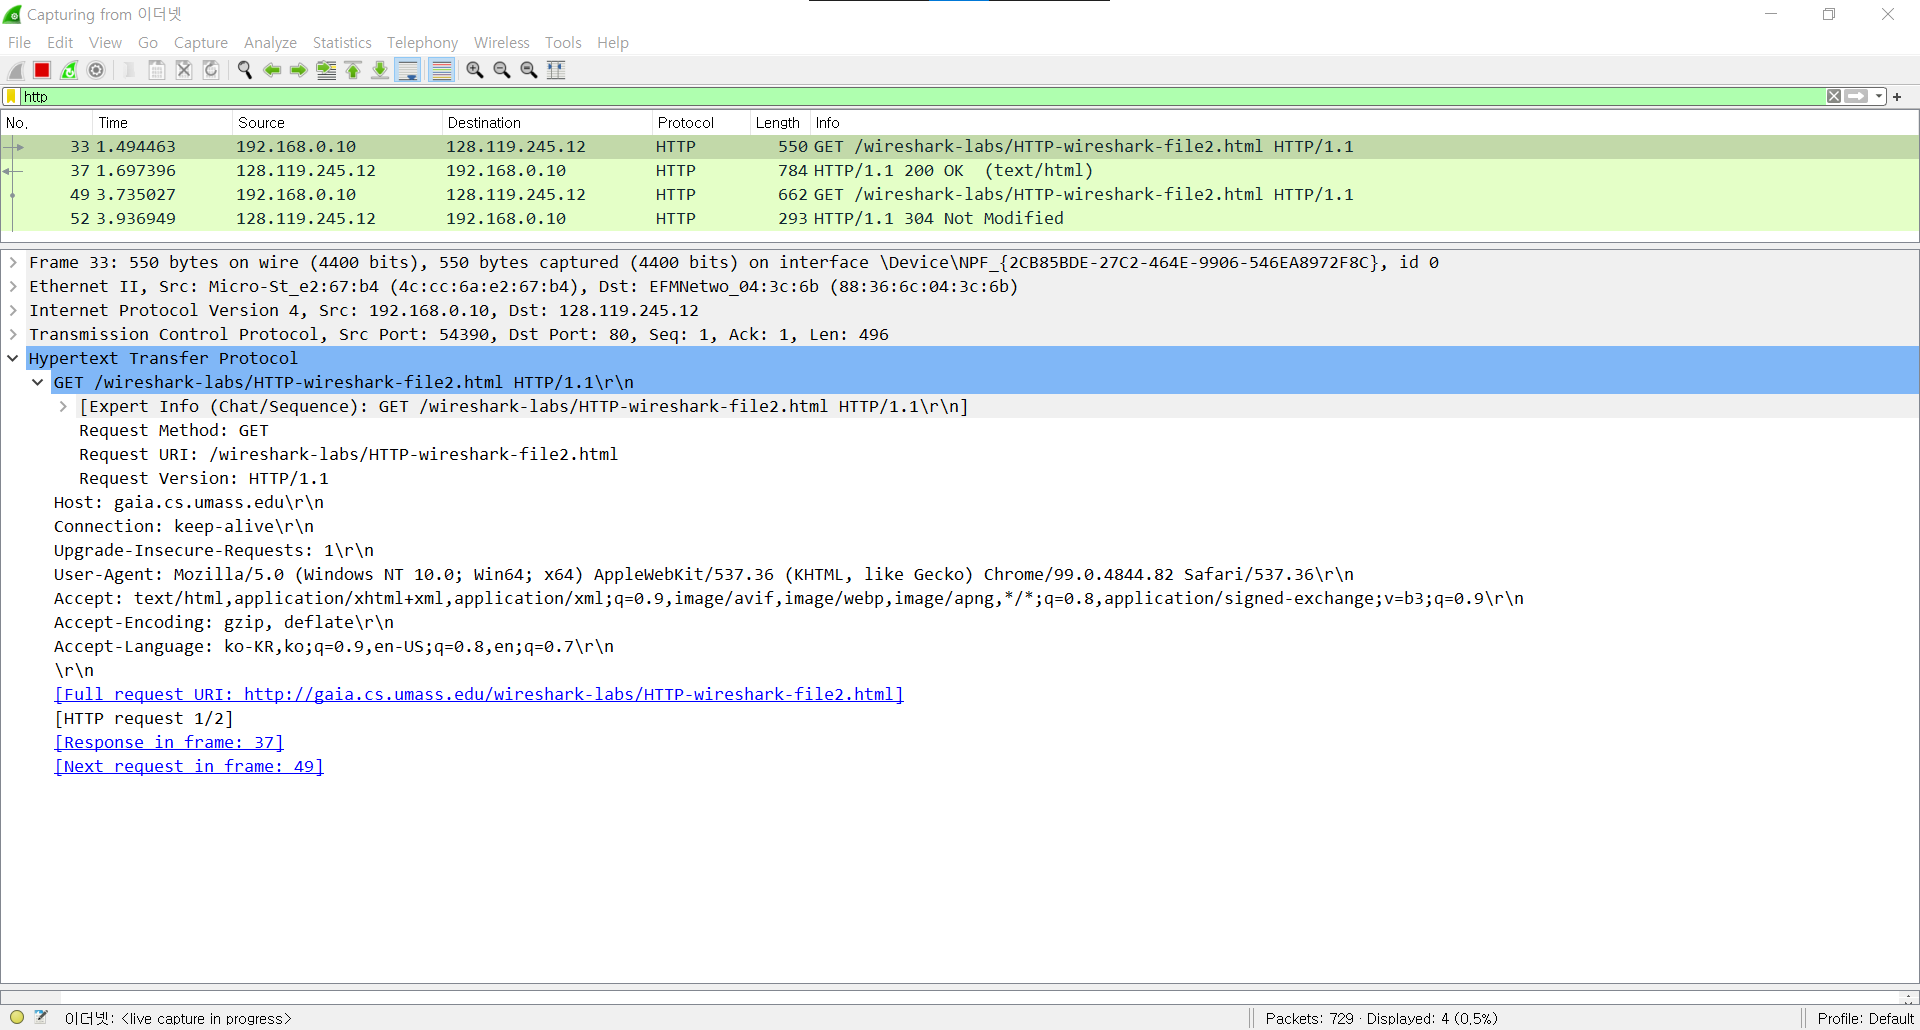 Capturing from 이더넷
File Edit View Go Capture Analyze Statistics Telephony Wireless Tools Help
http
No. Time Source Destination Protocol Length Info
33 1.494463 192.168.0.10 128.119.245.12 HTTP 550 GET /wireshark-labs/HTTP-wireshark-file2.html HTTP/1.1
37 1.697396 128.119.245.12 192.168.0.10 HTTP 784 HTTP/1.1 200 OK  (text/html)
49 3.735027 192.168.0.10 128.119.245.12 HTTP 662 GET /wireshark-labs/HTTP-wireshark-file2.html HTTP/1.1
52 3.936949 128.119.245.12 192.168.0.10 HTTP 293 HTTP/1.1 304 Not Modified
Frame 33: 550 bytes on wire (4400 bits), 550 bytes captured (4400 bits) on interface \Device\NPF_{2CB85BDE-27C2-464E-9906-546EA8972F8C}, id 0
Ethernet II, Src: Micro-St_e2:67:b4 (4c:cc:6a:e2:67:b4), Dst: EFMNetwo_04:3c:6b (88:36:6c:04:3c:6b)
Internet Protocol Version 4, Src: 192.168.0.10, Dst: 128.119.245.12
Transmission Control Protocol, Src Port: 54390, Dst Port: 80, Seq: 1, Ack: 1, Len: 496
Hypertext Transfer Protocol
GET /wireshark-labs/HTTP-wireshark-file2.html HTTP/1.1\r\n
[Expert Info (Chat/Sequence): GET /wireshark-labs/HTTP-wireshark-file2.html HTTP/1.1\r\n]
Request Method: GET
Request URI: /wireshark-labs/HTTP-wireshark-file2.html
Request Version: HTTP/1.1
Host: gaia.cs.umass.edu\r\n
Connection: keep-alive\r\n
Upgrade-Insecure-Requests: 1\r\n
User-Agent: Mozilla/5.0 (Windows NT 10.0; Win64; x64) AppleWebKit/537.36 (KHTML, like Gecko) Chrome/99.0.4844.82 Safari/537.36\r\n
Accept: text/html,application/xhtml+xml,application/xml;q=0.9,image/avif,image/webp,image/apng,*/*;q=0.8,application/signed-exchange;v=b3;q=0.9\r\n
Accept-Encoding: gzip, deflate\r\n
Accept-Language: ko-KR,ko;q=0.9,en-US;q=0.8,en;q=0.7\r\n
\r\n
[Full request URI: http://gaia.cs.umass.edu/wireshark-labs/HTTP-wireshark-file2.html]
[HTTP request 1/2]
[Response in frame: 37]
[Next request in frame: 49]
이더넷: <live capture in progress> Packets: 729 · Displayed: 4 (0.5%) Profile: Default